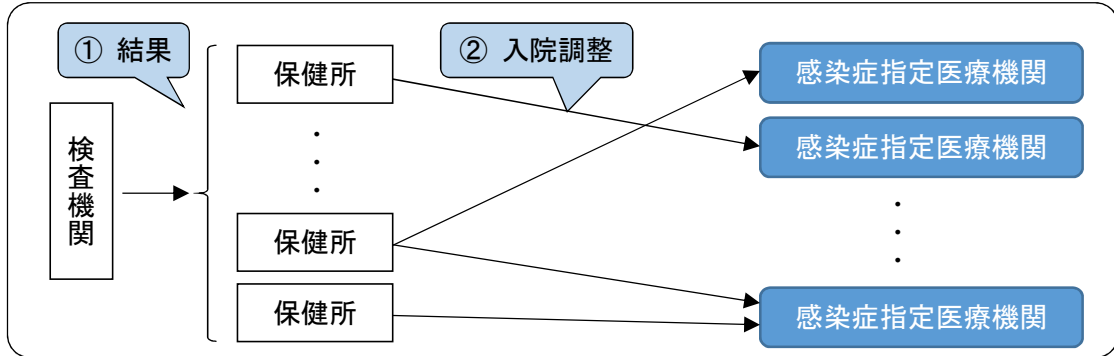 ① 結果
② 入院調整
検査機関
保健所
・
・
・
保健所
保健所
感染症指定医療機関
感染症指定医療機関
・
・
・
感染症指定医療機関